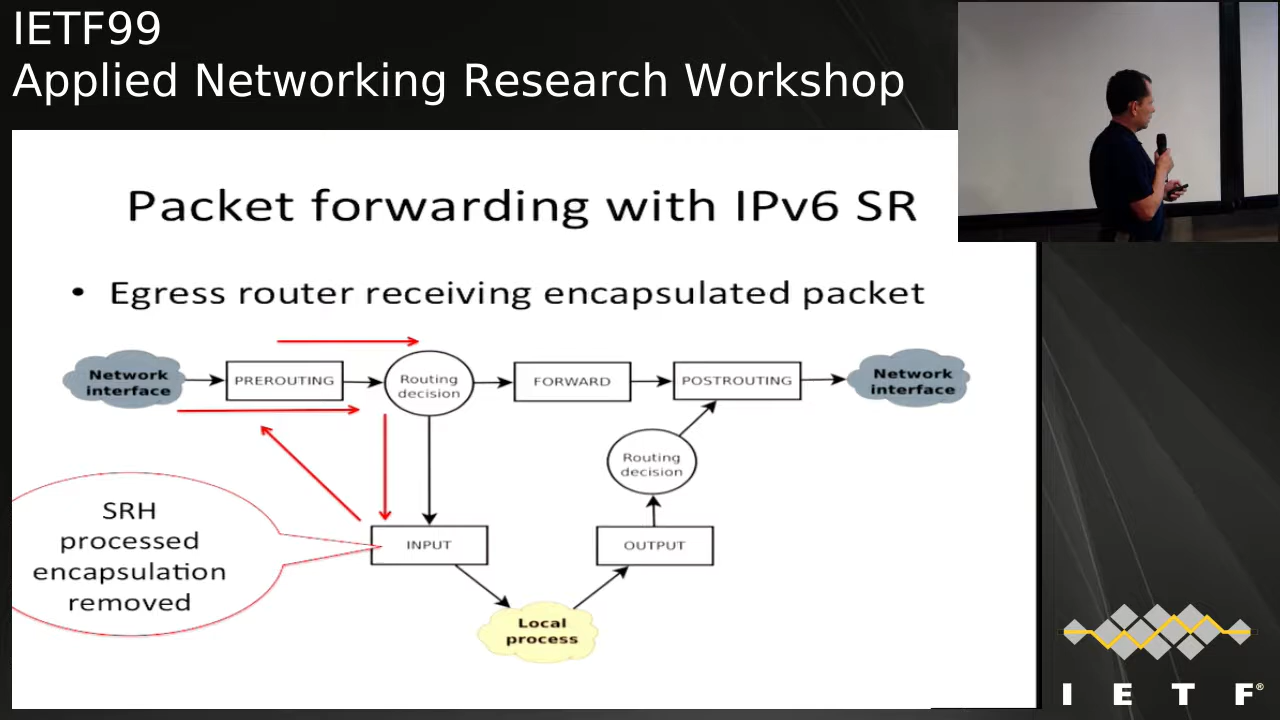 IETF99
Applied Networking Research Workshop
Packet forwarding with IPv6 SR
• Egress router receiving encapsulated packet
Network
interface
PREROUTING
Routing
decision
FORWARD
POSTROUTING
Network
interface
Routing
decision
SRH
processed
encapsulation
removed
INPUT
OUTPUT
Local
process
I E T F®